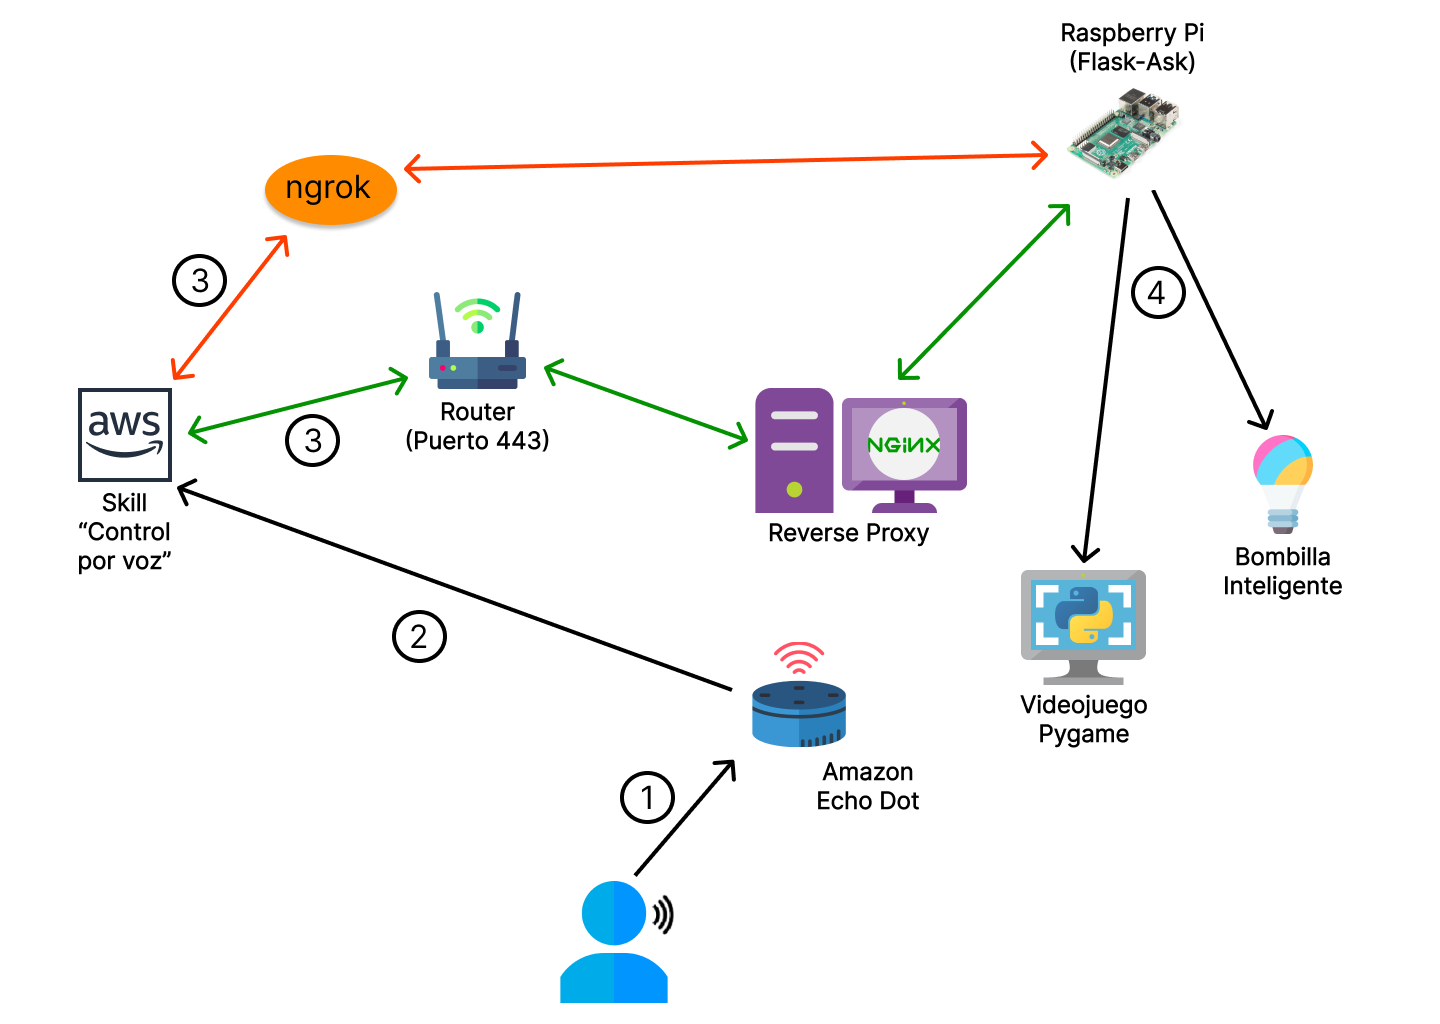 Raspberry Pi
(Flask-Ask)
ngrok
3
4
Router
(Puerto 443)
3
aws
NGINX
Skill
“Control
por voz”
Reverse Proxy
Bombilla
Inteligente
2
Videojuego
Pygame
1
Amazon
Echo Dot